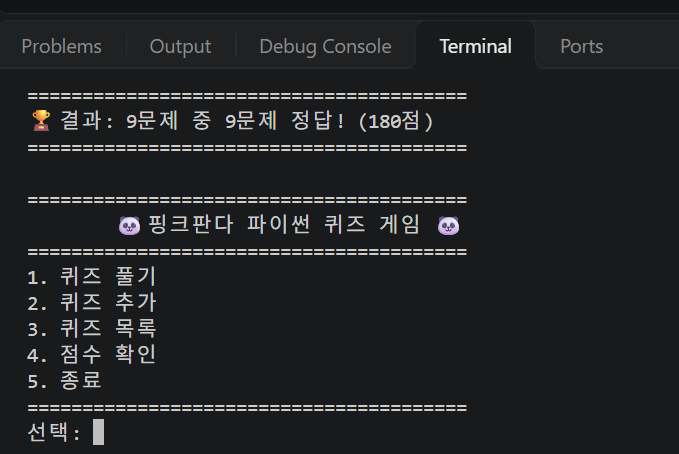 Problems Output Debug Console Terminal Ports
========================================
🏆 결과: 9문제 중 9문제 정답! (180점)
========================================
========================================
🐼 핑크판다 파이썬 퀴즈 게임 🐼
========================================
1. 퀴즈 풀기
2. 퀴즈 추가
3. 퀴즈 목록
4. 점수 확인
5. 종료
========================================
선택: